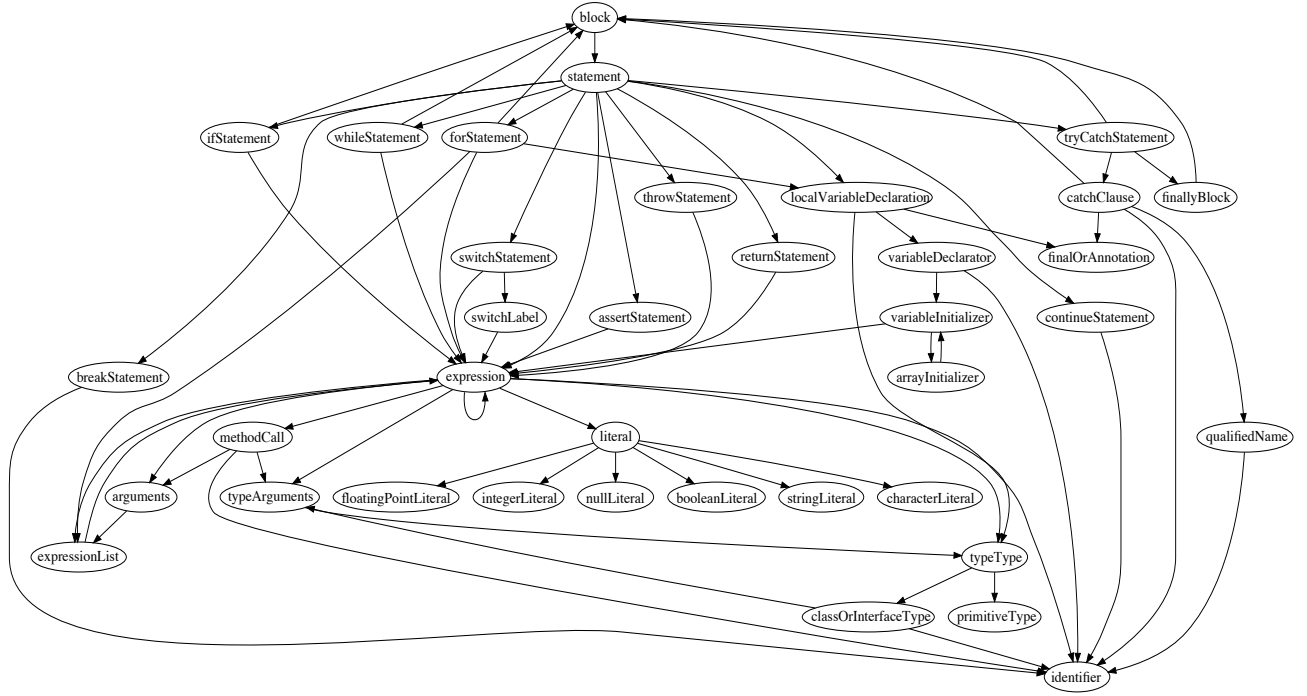 block
statement
ifStatement
whileStatement
forStatement
tryCatchStatement
throwStatement
localVariableDeclaration
catchClause
finallyBlock
switchStatement
returnStatement
variableDeclarator
finalOrAnnotation
switchLabel
assertStatement
variableInitializer
continueStatement
breakStatement
expression
arrayInitializer
methodCall
literal
qualifiedName
arguments
typeArguments
floatingPointLiteral
integerLiteral
nullLiteral
booleanLiteral
stringLiteral
characterLiteral
expressionList
typeType
classOrInterfaceType
primitiveType
identifier